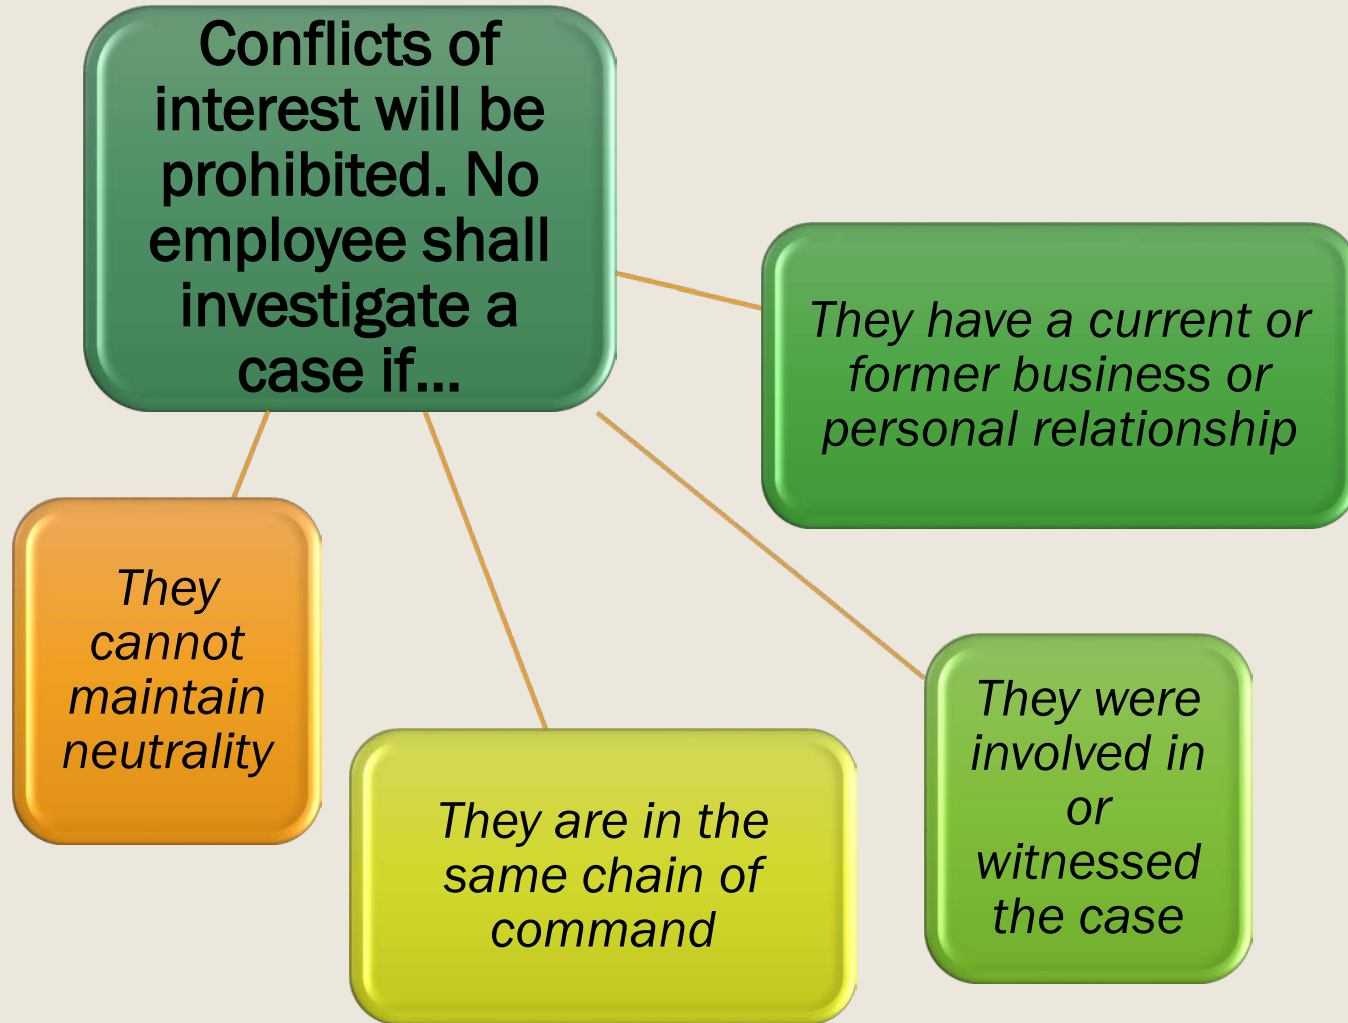 Conflicts of
interest will be
prohibited. No
employee shall
investigate a
case if...
They have a current or
former business or
personal relationship
They
cannot
maintain
neutrality
They are in the
same chain of
command
They were
involved in
or
witnessed
the case